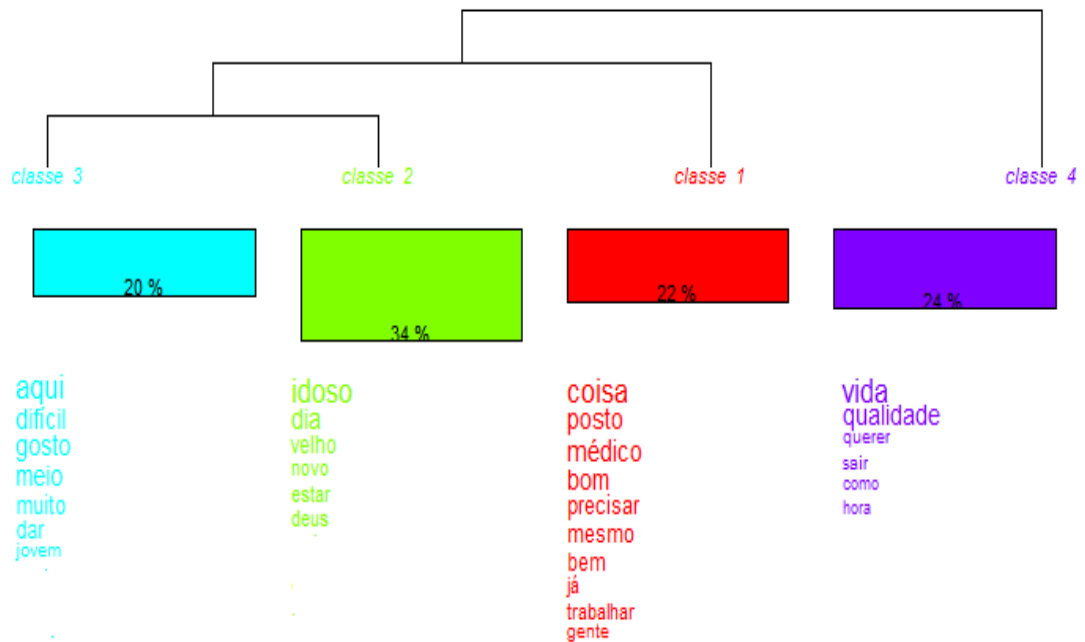 classe 3
classe 2
classe 1
classe 4
20 %
34 %
22 %
24 %
aqui
difícil
gosto
meio
muito
dar
jovem
idoso
dia
velho
novo
estar
deus
coisa
posto
médico
bom
precisar
mesmo
bem
já
trabalhar
gente
vida
qualidade
querer
sair
como
hora